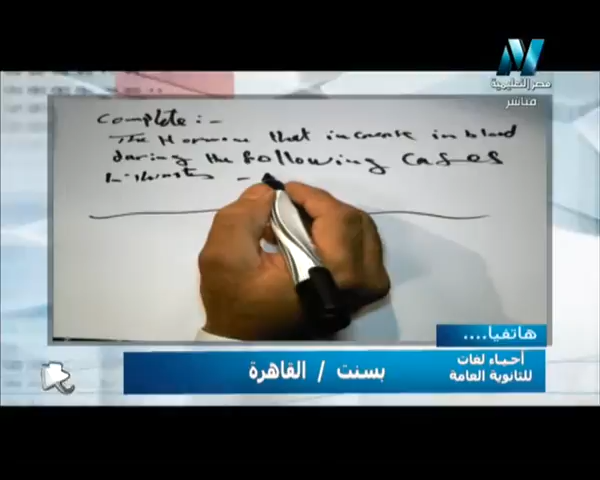 مصر التعليمية
مباشر
Complete :-
The Hormone that increase in blood
during the following Cases
هاتفيا....
أحياء لغات
للثانوية العامة
بسنت / القاهرة